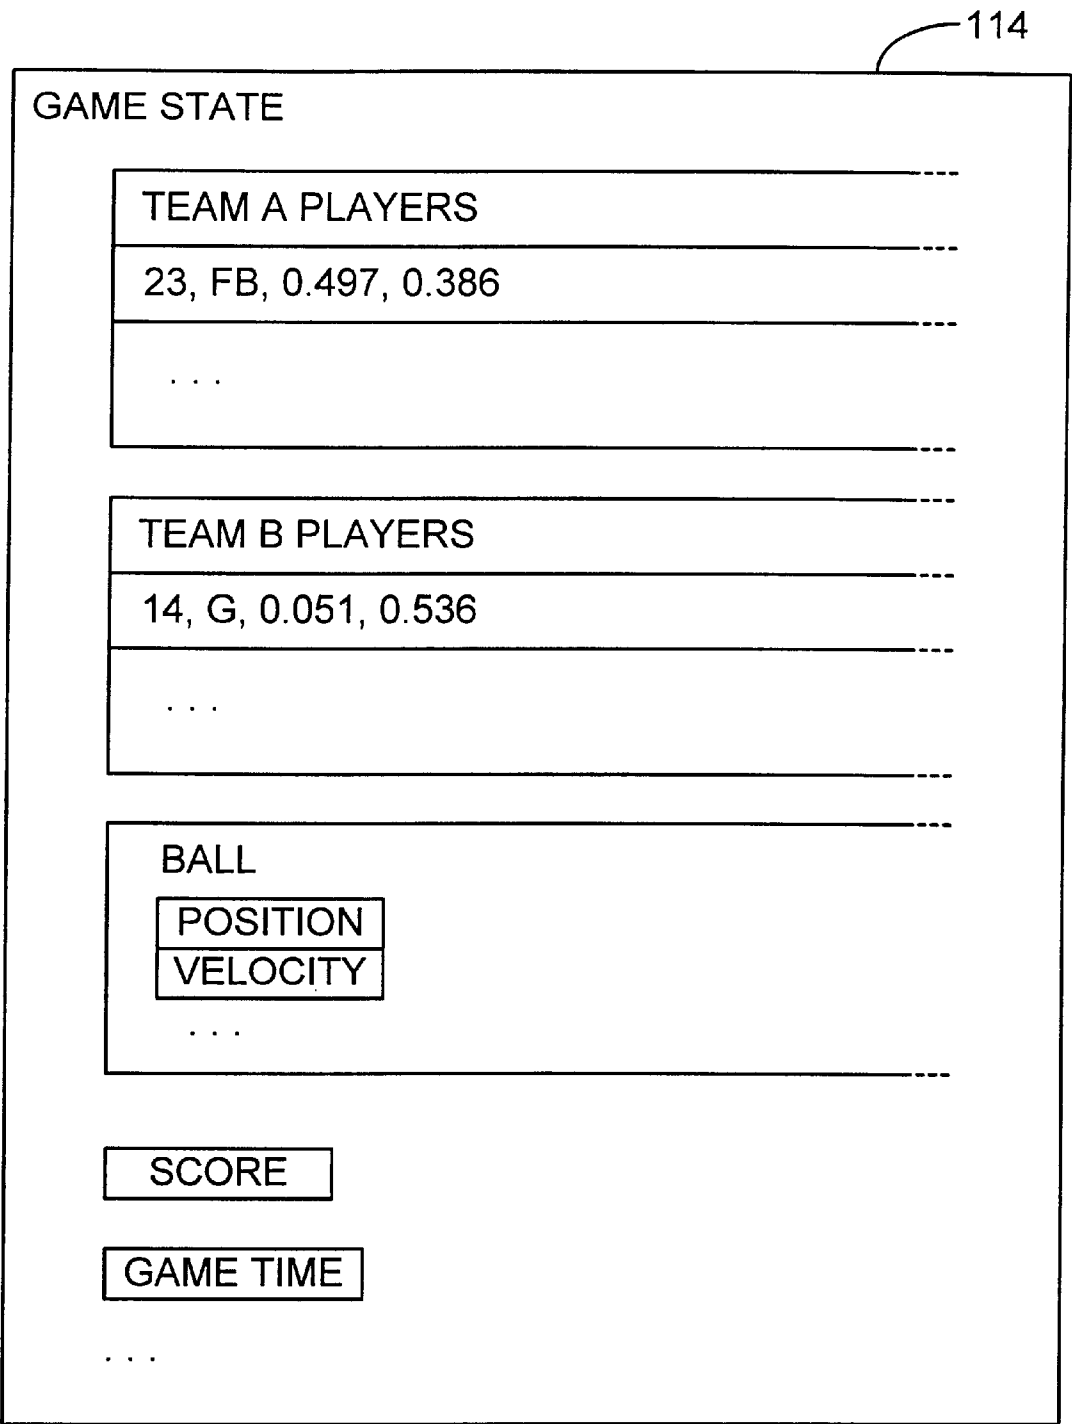 114
GAME STATE
TEAM A PLAYERS
23, FB, 0.497, 0.386
. . .
TEAM B PLAYERS
14, G, 0.051, 0.536
. . .
BALL
POSITION
VELOCITY
. . .
SCORE
GAME TIME
. . .